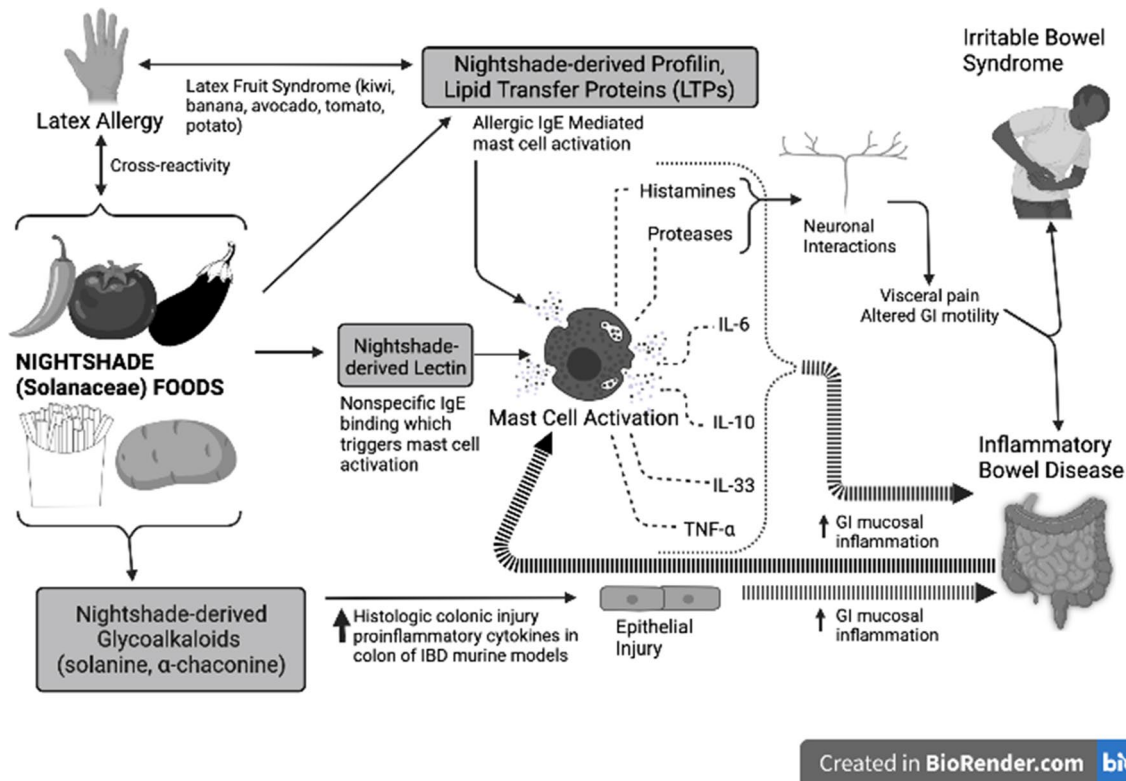 Irritable Bowel
Syndrome
Nightshade-derived Profilin,
Lipid Transfer Proteins (LTPs)
Latex Fruit Syndrome (kiwi,
banana, avocado, tomato,
potato)
Latex Allergy
Cross-reactivity
Allergic IgE Mediated
mast cell activation
Histamines
Proteases
Neuronal
Interactions
Visceral pain
Altered GI motility
NIGHTSHADE
(Solanaceae) FOODS
Nightshade-
derived Lectin
Nonspecific IgE
binding which
triggers mast cell
activation
Mast Cell Activation
IL-6
IL-10
IL-33
TNF-α
Inflammatory
Bowel Disease
GI mucosal
inflammation
Nightshade-derived
Glycoalkaloids
(solanine, α-chaconine)
Histologic colonic injury
proinflammatory cytokines in
colon of IBD murine models
Epithelial
Injury
GI mucosal
inflammation
Created in BioRender.com